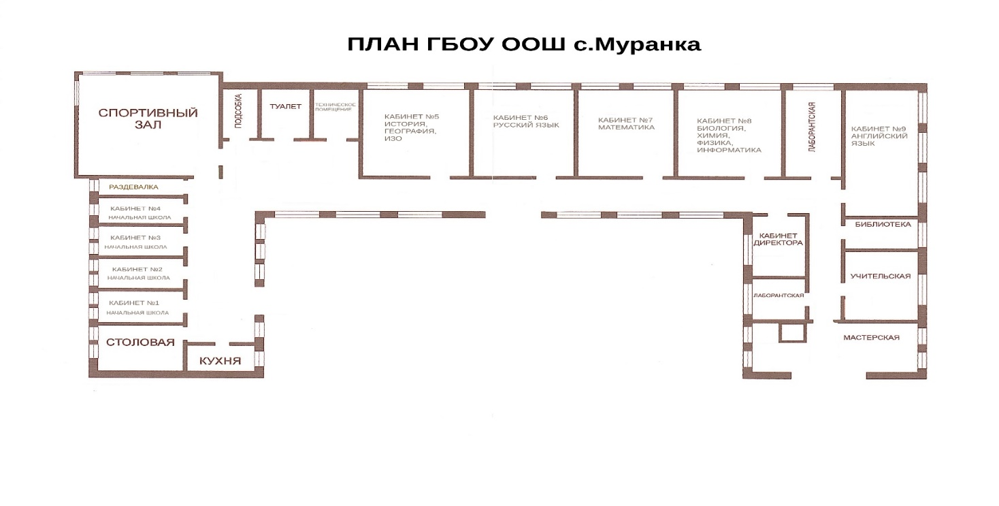 ПЛАН ГБОУ ООШ с.Муранка
СПОРТИВНЫЙ
ЗАЛ
ПОДСОБКА
ТУАЛЕТ
ТЕХНИЧЕСКОЕ
ПОМЕЩЕНИЕ
КАБИНЕТ №5
ИСТОРИЯ,
ГЕОГРАФИЯ,
ИЗО
КАБИНЕТ №6
РУССКИЙ ЯЗЫК
КАБИНЕТ №7
МАТЕМАТИКА
КАБИНЕТ №8
БИОЛОГИЯ,
ХИМИЯ,
ФИЗИКА,
ИНФОРМАТИКА
ЛАБОРАНТСКАЯ
КАБИНЕТ №9
АНГЛИЙСКИЙ
ЯЗЫК
РАЗДЕВАЛКА
КАБИНЕТ №4
НАЧАЛЬНАЯ ШКОЛА
КАБИНЕТ №3
НАЧАЛЬНАЯ ШКОЛА
КАБИНЕТ №2
НАЧАЛЬНАЯ ШКОЛА
КАБИНЕТ №1
НАЧАЛЬНАЯ ШКОЛА
СТОЛОВАЯ
КУХНЯ
КАБИНЕТ
ДИРЕКТОРА
ЛАБОРАНТСКАЯ
БИБЛИОТЕКА
УЧИТЕЛЬСКАЯ
МАСТЕРСКАЯ